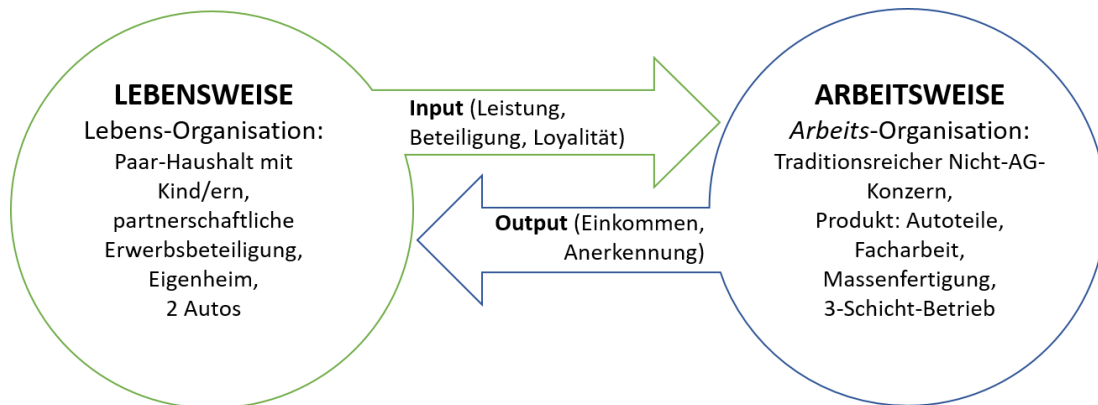 LEBENSWEISE
Lebens-Organisation:
Paar-Haushalt mit
Kind/ern,
partnerschaftliche
Erwerbsbeteiligung,
Eigenheim,
2 Autos
Input (Leistung,
Beteiligung, Loyalität)
Output (Einkommen,
Anerkennung)
ARBEITSWEISE
Arbeits-Organisation:
Traditionsreicher Nicht-AG-
Konzern,
Produkt: Autoteile,
Facharbeit,
Massenfertigung,
3-Schicht-Betrieb